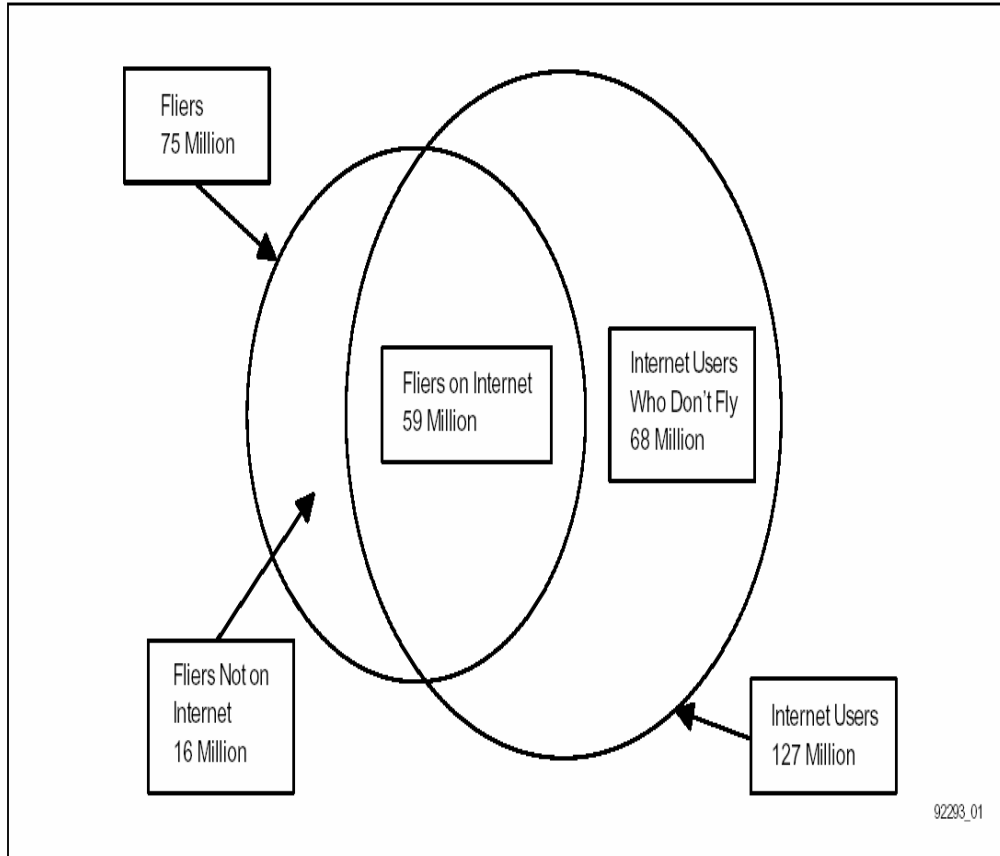 Fliers
75 Million
Fliers on Internet
59 Million
Internet Users
Who Don't Fly
68 Million
Fliers Not on
Internet
16 Million
Internet Users
127 Million
92293_01